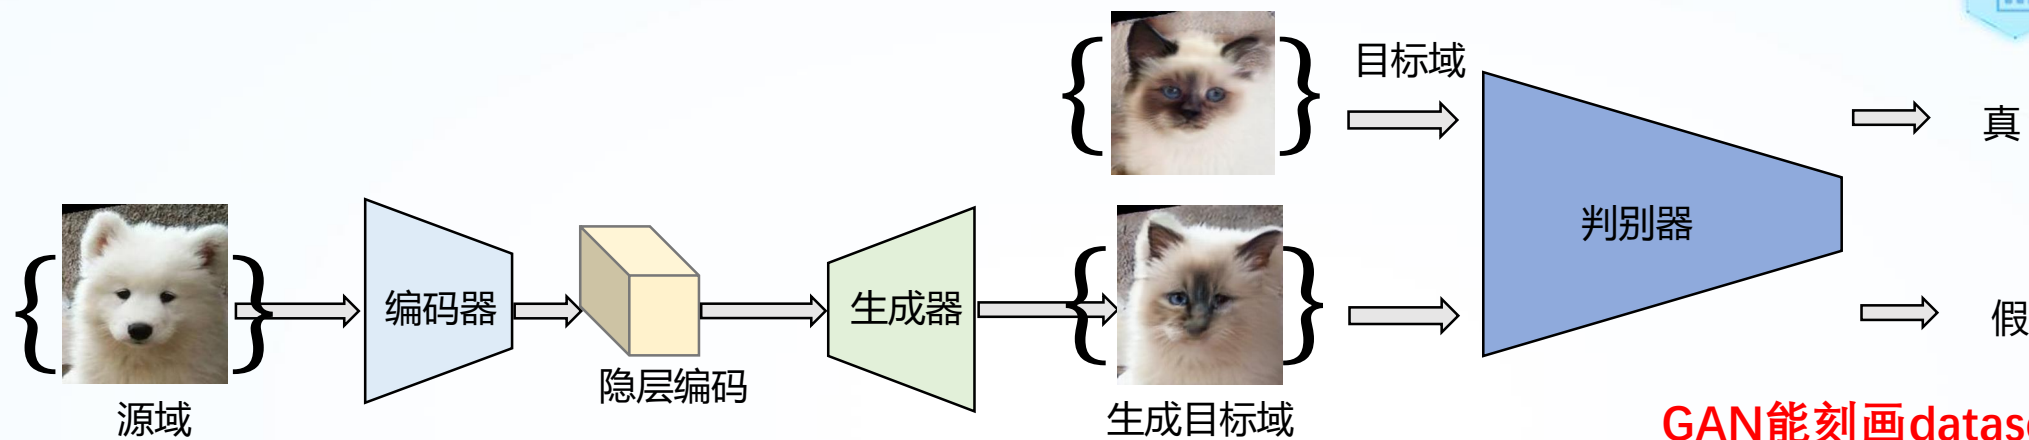 目标域
真
判别器
编码器
生成器
假
隐层编码
源域
生成目标域
GAN能刻画datase